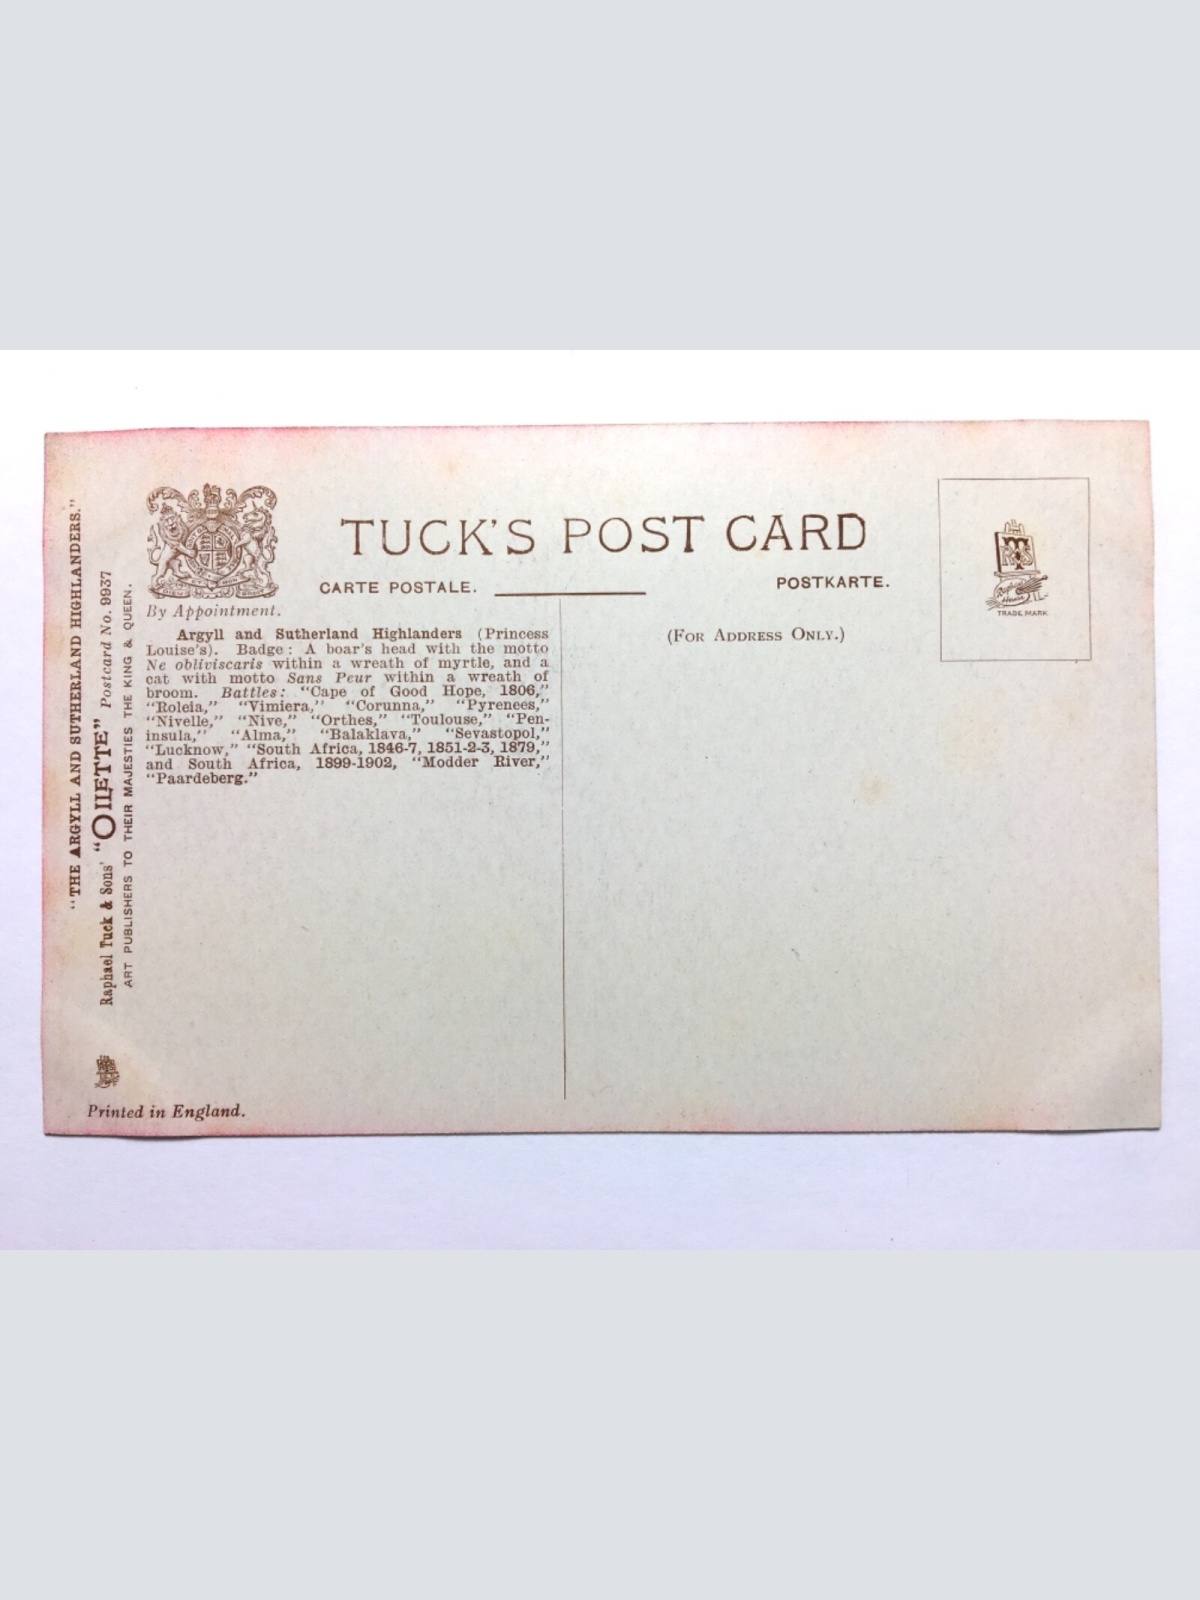 TUCK'S POST CARD
CARTE POSTALE.
POSTKARTE.
By Appointment.
(FOR ADDRESS ONLY.)
TRADE MARK
Argyll and Sutherland Highlanders (Princess
Louise's). Badge: A boar's head with the motto
Ne obliviscaris within a wreath of myrtle, and a
cat with motto Sans Peur within a wreath of
broom. Battles: "Cape of Good Hope, 1806,"
"Roleia," "Vimiera," "Corunna," "Pyrenees,"
"Nivelle," "Nive," "Orthes," "Toulouse," "Pen-
insula," "Alma," "Balaklava," "Sevastopol,"
"Lucknow," "South Africa, 1846-7, 1851-2-3, 1879,"
and South Africa, 1899-1902, "Modder River,"
"Paardeberg."
"THE ARGYLL AND SUTHERLAND HIGHLANDERS."
Raphael Tuck & Sons' "OILETTE" Postcard No. 9937
ART PUBLISHERS TO THEIR MAJESTIES THE KING & QUEEN.
Printed in England.